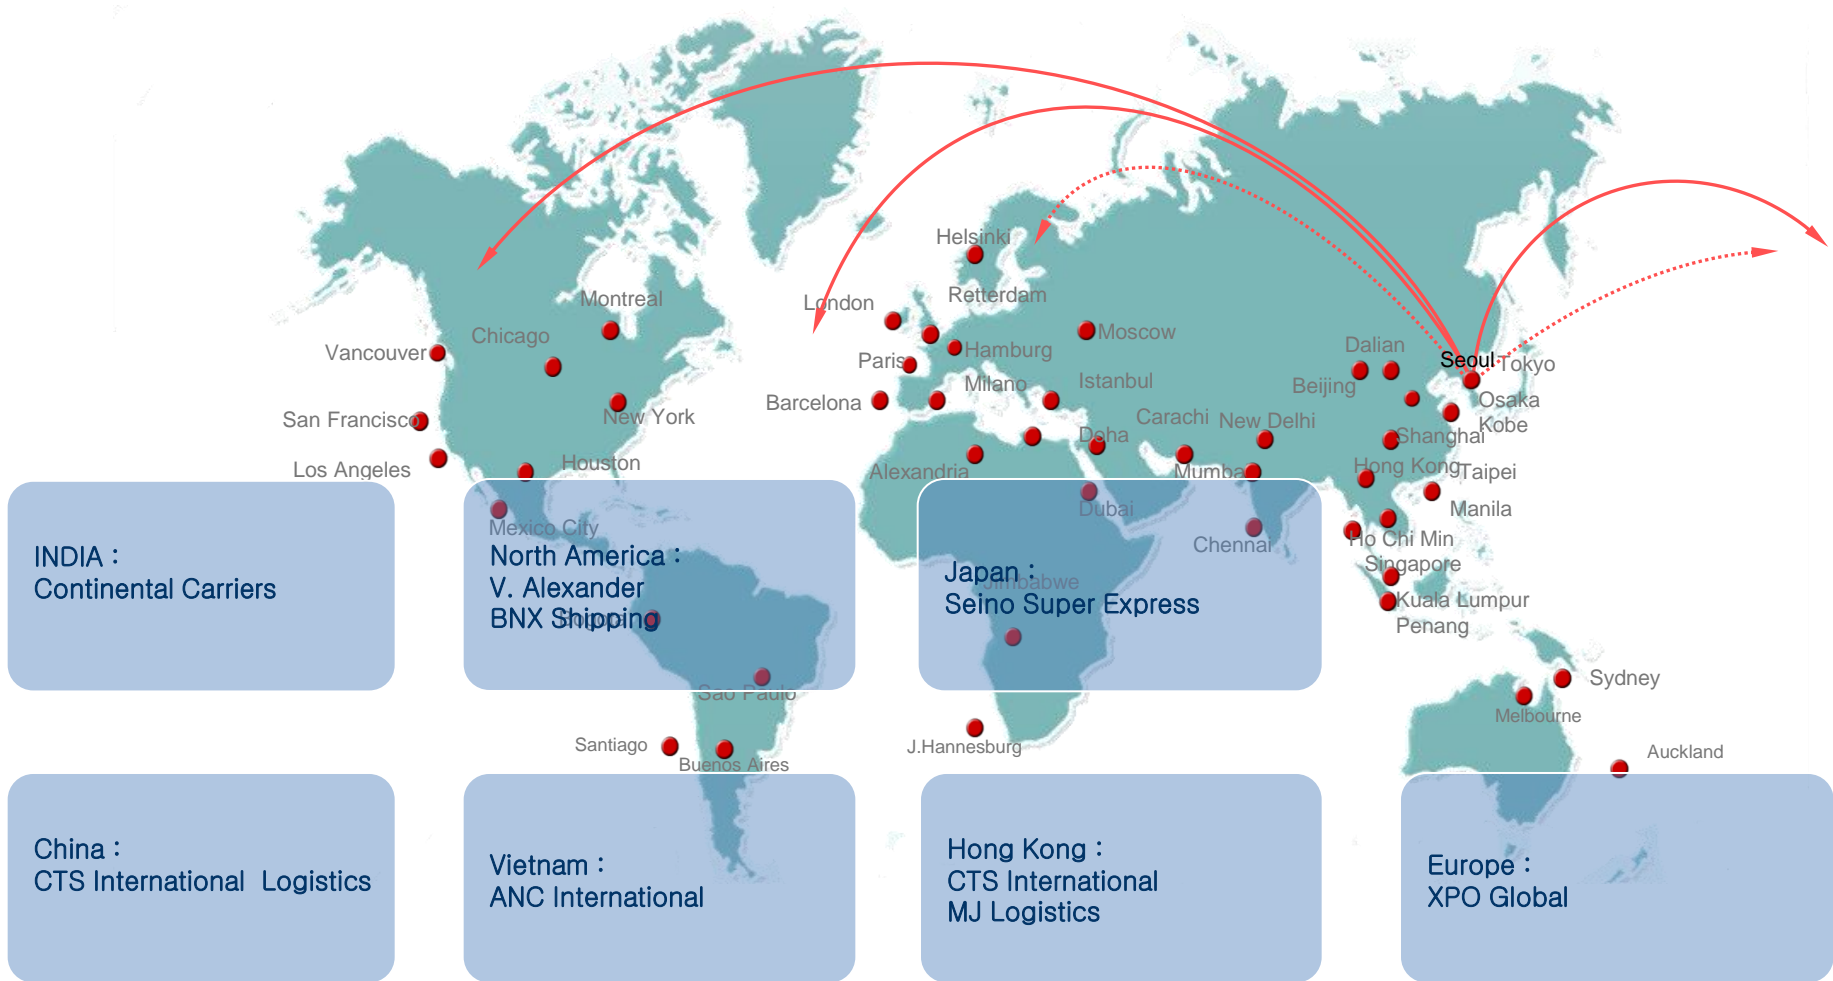 Helsinki
Retterdam
London
Montreal
Chicago
Moscow
Vancouver
Paris
Hamburg
Dalian
Seoul
Tokyo
Milano
Istanbul
Beijing
Barcelona
Osaka
San Francisco
New York
Carachi
New Delhi
Kobe
Doha
Shanghai
Los Angeles
Houston
Alexandria
Mumbai
Hong Kong
Taipei
Mexico City
Dubai
Manila
Chennai
Ho Chi Min
Singapore
INDIA :
Continental Carriers
North America :
V. Alexander
BNX Shipping
Bogota
Japan :
Seino Super Express
Jimbabwe
Kuala Lumpur
Penang
Sao Paulo
Sydney
Melbourne
Santiago
Buenos Aires
J.Hannesburg
Auckland
China :
CTS International  Logistics
Vietnam :
ANC International
Hong Kong :
CTS International
MJ Logistics
Europe :
XPO Global